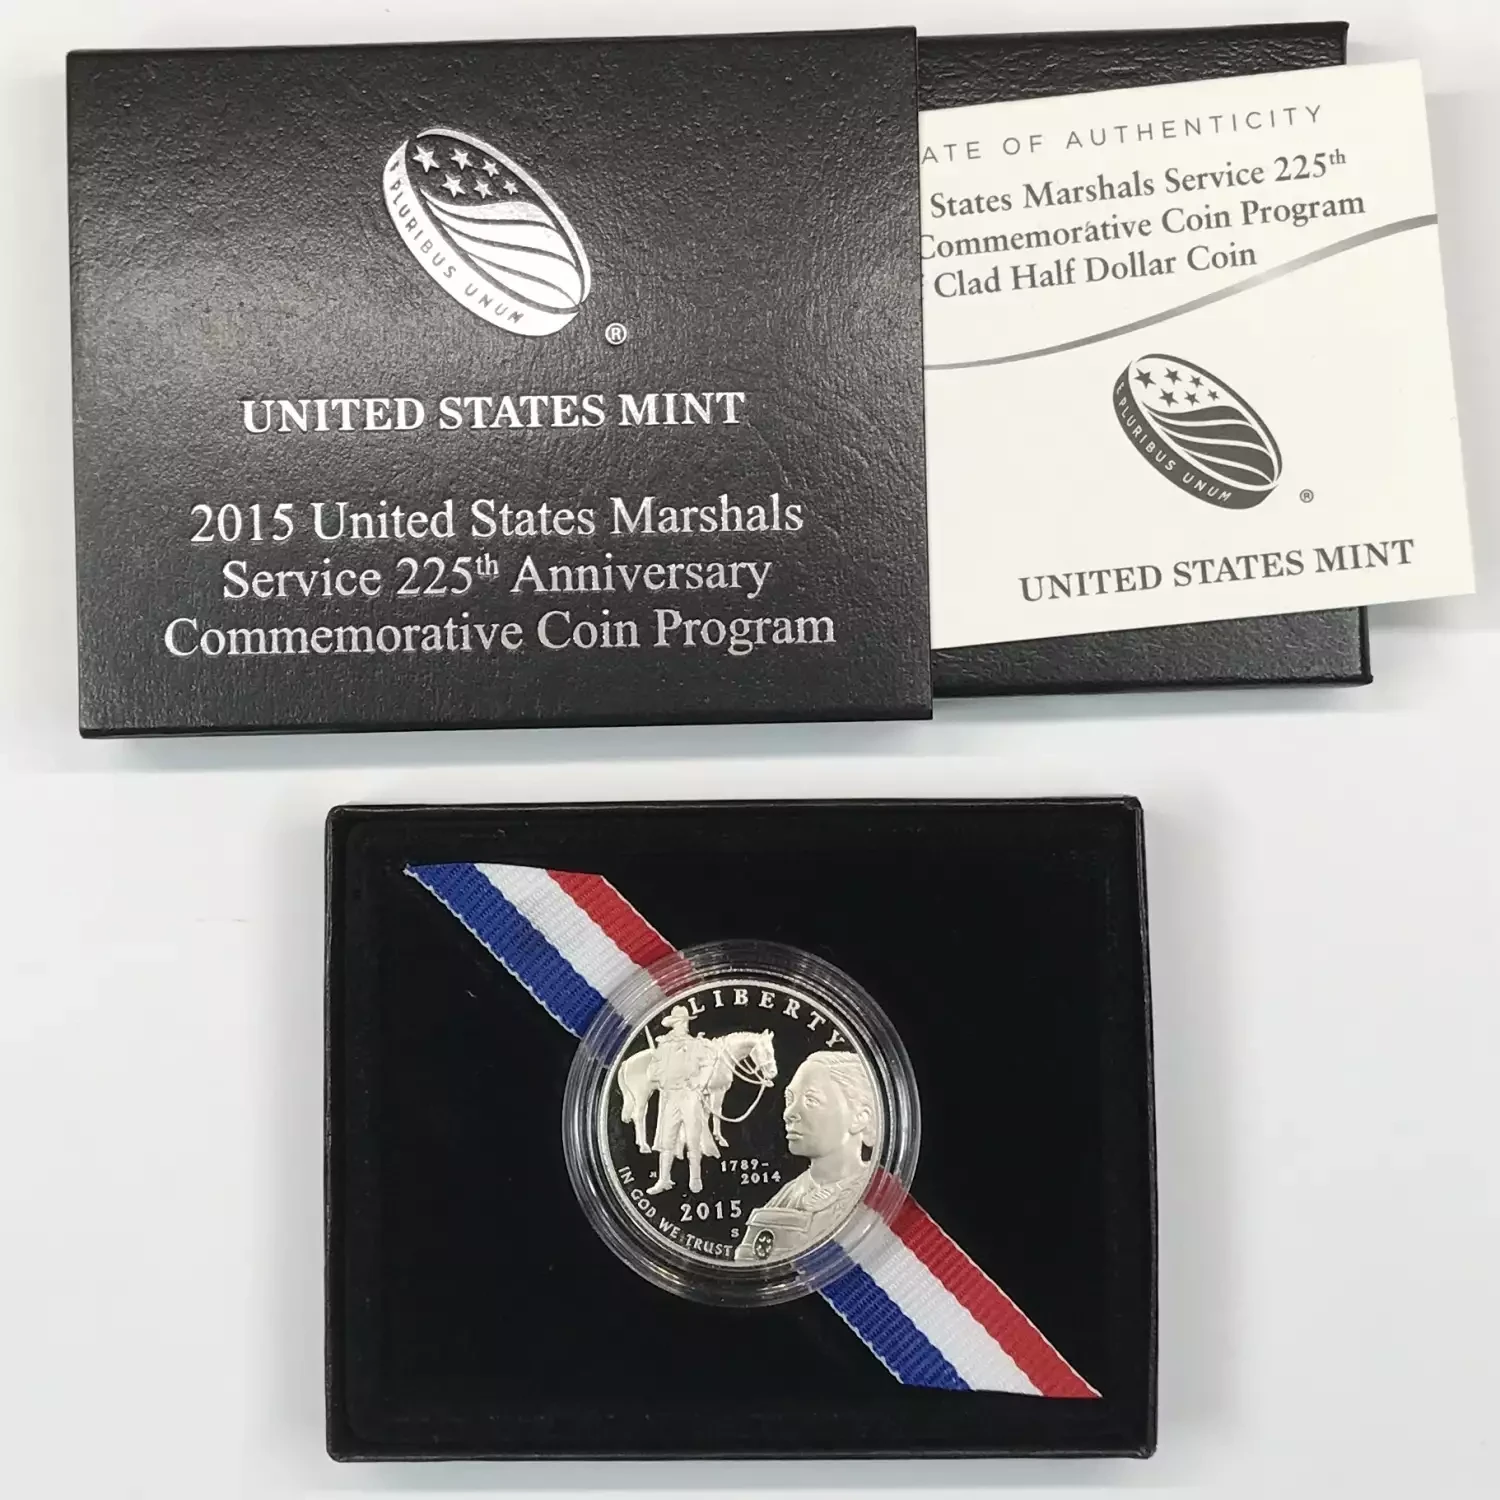 E PLURIBUS UNUM
®
UNITED STATES MINT
2015 United States Marshals
Service 225th Anniversary
Commemorative Coin Program
ATE OF AUTHENTICITY
States Marshals Service 225th
Commemorative Coin Program
Clad Half Dollar Coin
E PLURIBUS UNUM
®
UNITED STATES MINT
LIBERTY
1789-
2014
2015
S
IN GOD WE TRUST